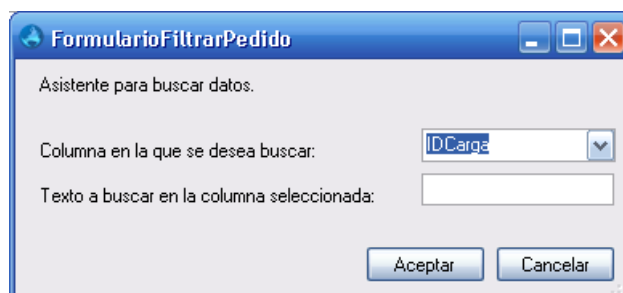 FormularioFiltrarPedido
Asistente para buscar datos.
Columna en la que se desea buscar: IDCarga
Texto a buscar en la columna seleccionada:
Aceptar Cancelar